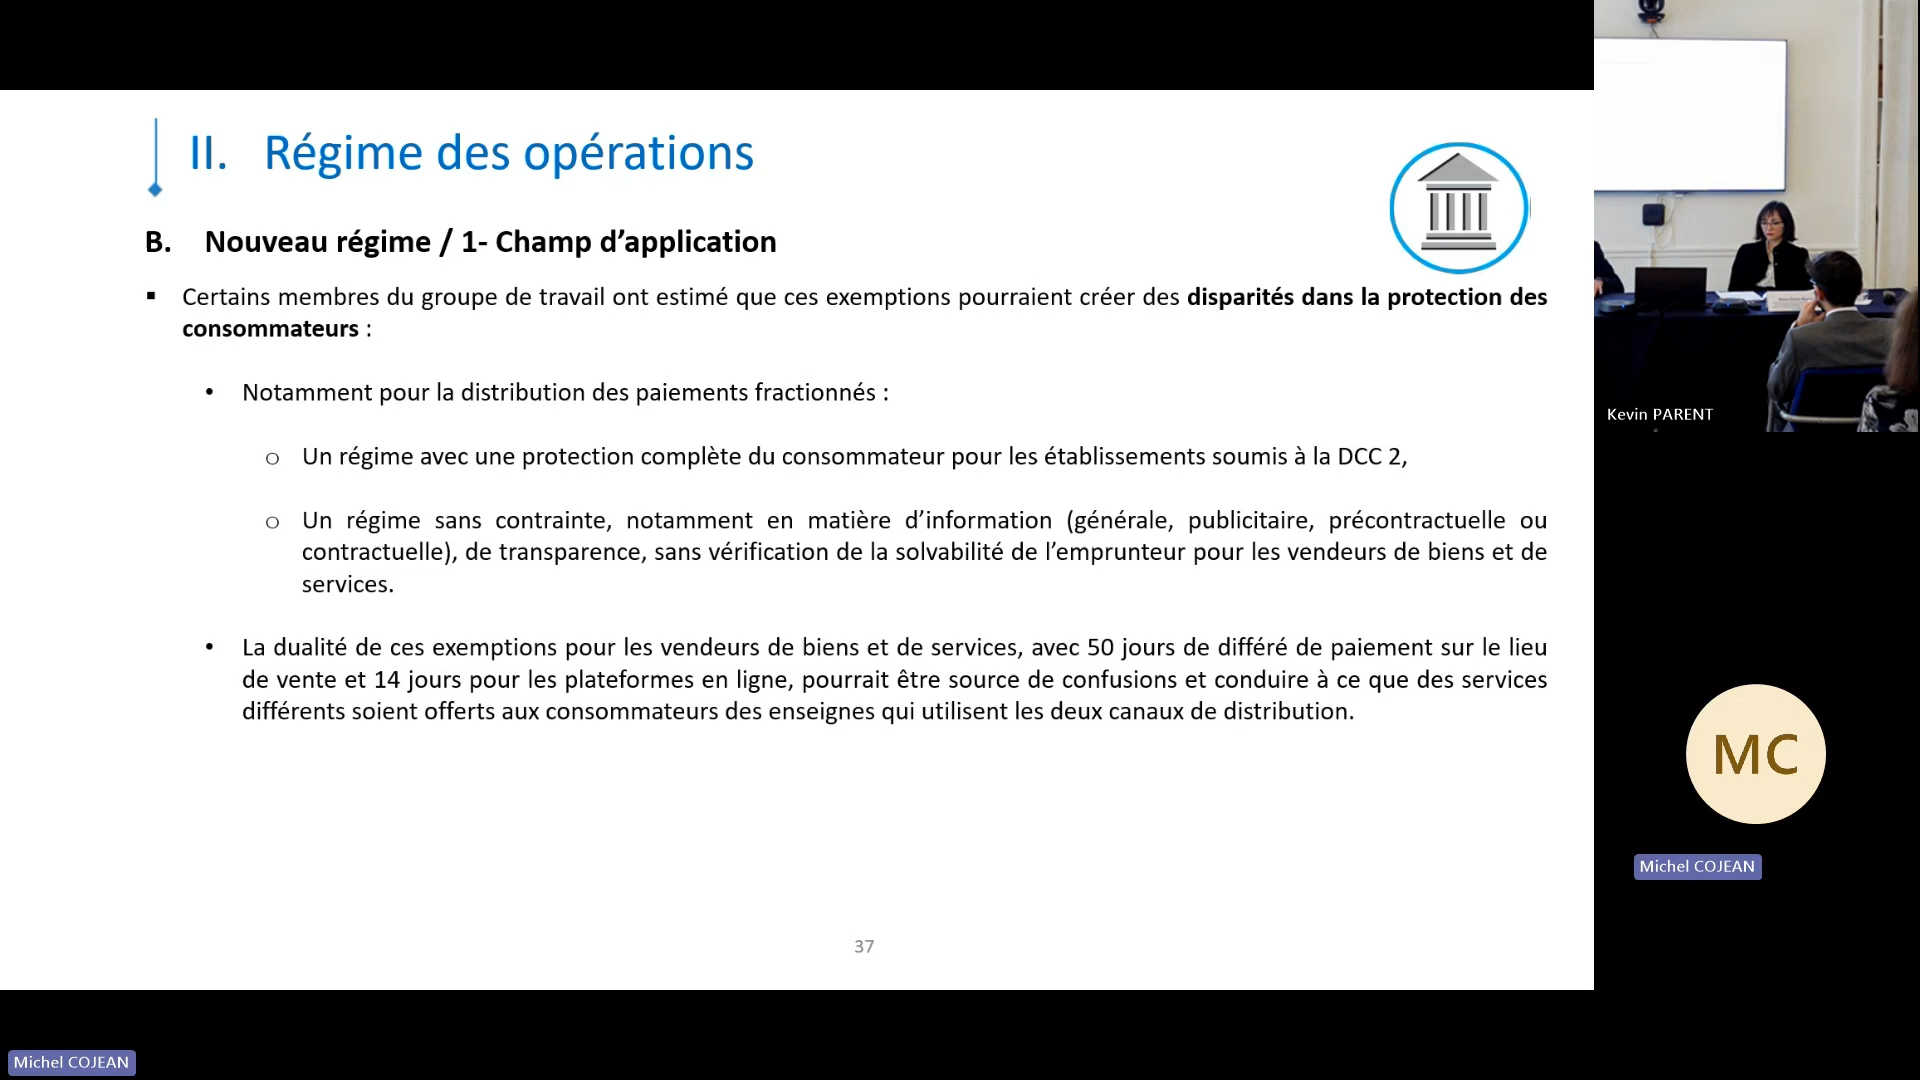 II. Régime des opérations
B. Nouveau régime / 1- Champ d’application
▪ Certains membres du groupe de travail ont estimé que ces exemptions pourraient créer des disparités dans la protection des
consommateurs :
• Notamment pour la distribution des paiements fractionnés :
o Un régime avec une protection complète du consommateur pour les établissements soumis à la DCC 2,
o Un régime sans contrainte, notamment en matière d’information (générale, publicitaire, précontractuelle ou
contractuelle), de transparence, sans vérification de la solvabilité de l’emprunteur pour les vendeurs de biens et de
services.
• La dualité de ces exemptions pour les vendeurs de biens et de services, avec 50 jours de différé de paiement sur le lieu
de vente et 14 jours pour les plateformes en ligne, pourrait être source de confusions et conduire à ce que des services
différents soient offerts aux consommateurs des enseignes qui utilisent les deux canaux de distribution.
37
Kevin PARENT
MC
Michel COJEAN
Michel COJEAN